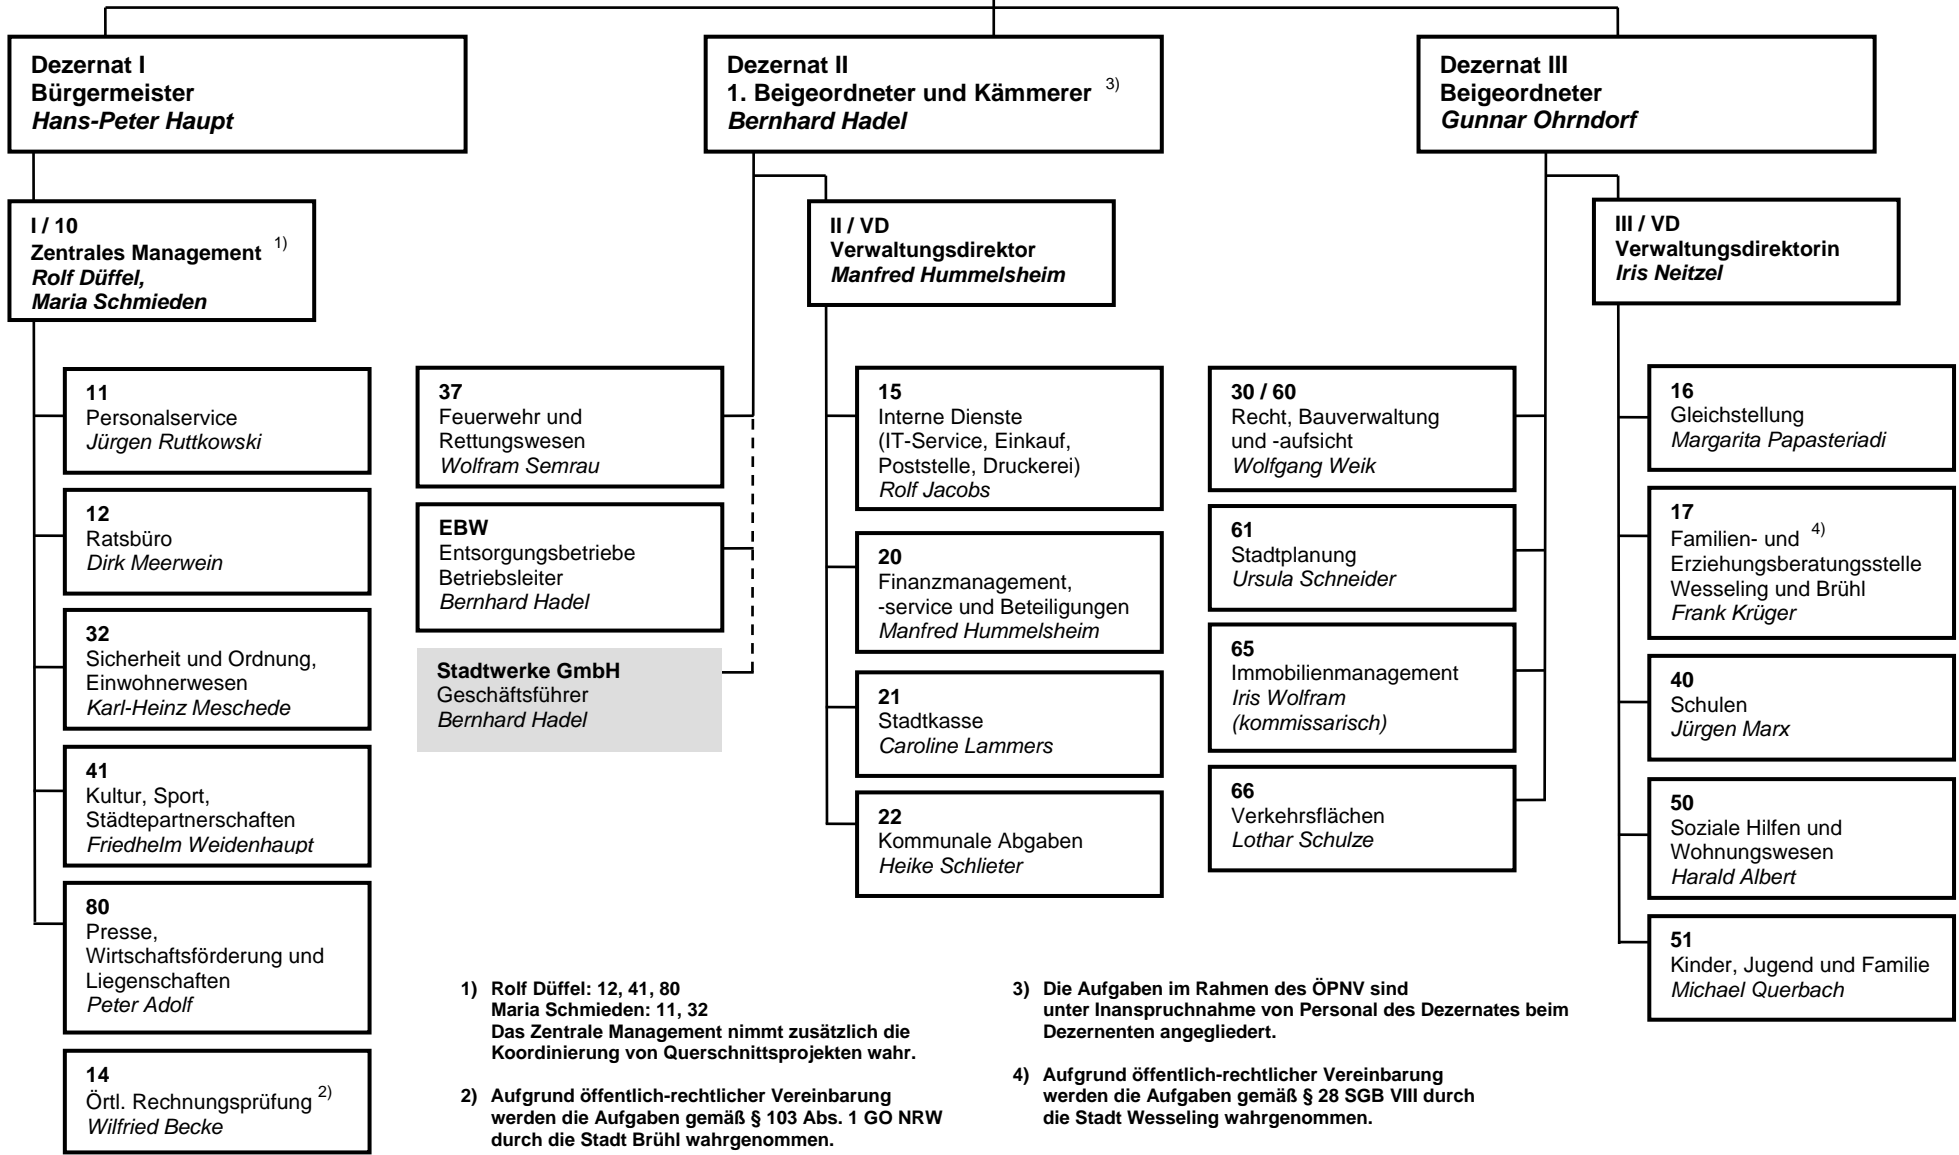 Dezernat I
Bürgermeister
Hans-Peter Haupt
I / 10
Zentrales Management 1)
Rolf Düffel,
Maria Schmieden
11
Personalservice
Jürgen Ruttkowski
12
Ratsbüro
Dirk Meerwein
32
Sicherheit und Ordnung,
Einwohnerwesen
Karl-Heinz Meschede
41
Kultur, Sport,
Städtepartnerschaften
Friedhelm Weidenhaupt
80
Presse,
Wirtschaftsförderung und
Liegenschaften
Peter Adolf
14
Örtl. Rechnungsprüfung 2)
Wilfried Becke
Dezernat II
1. Beigeordneter und Kämmerer 3)
Bernhard Hadel
37
Feuerwehr und
Rettungswesen
Wolfram Semrau
EBW
Entsorgungsbetriebe
Betriebsleiter
Bernhard Hadel
Stadtwerke GmbH
Geschäftsführer
Bernhard Hadel
II / VD
Verwaltungsdirektor
Manfred Hummelsheim
15
Interne Dienste
(IT-Service, Einkauf,
Poststelle, Druckerei)
Rolf Jacobs
20
Finanzmanagement,
-service und Beteiligungen
Manfred Hummelsheim
21
Stadtkasse
Caroline Lammers
22
Kommunale Abgaben
Heike Schlieter
Dezernat III
Beigeordneter
Gunnar Ohrndorf
30 / 60
Recht, Bauverwaltung
und -aufsicht
Wolfgang Weik
61
Stadtplanung
Ursula Schneider
65
Immobilienmanagement
Iris Wolfram
(kommissarisch)
66
Verkehrsflächen
Lothar Schulze
III / VD
Verwaltungsdirektorin
Iris Neitzel
16
Gleichstellung
Margarita Papasteriadi
17
Familien- und 4)
Erziehungsberatungsstelle
Wesseling und Brühl
Frank Krüger
40
Schulen
Jürgen Marx
50
Soziale Hilfen und
Wohnungswesen
Harald Albert
51
Kinder, Jugend und Familie
Michael Querbach
1) Rolf Düffel: 12, 41, 80
Maria Schmieden: 11, 32
Das Zentrale Management nimmt zusätzlich die
Koordinierung von Querschnittsprojekten wahr.
2) Aufgrund öffentlich-rechtlicher Vereinbarung
werden die Aufgaben gemäß § 103 Abs. 1 GO NRW
durch die Stadt Brühl wahrgenommen.
3) Die Aufgaben im Rahmen des ÖPNV sind
unter Inanspruchnahme von Personal des Dezernates beim
Dezernenten angegliedert.
4) Aufgrund öffentlich-rechtlicher Vereinbarung
werden die Aufgaben gemäß § 28 SGB VIII durch
die Stadt Wesseling wahrgenommen.